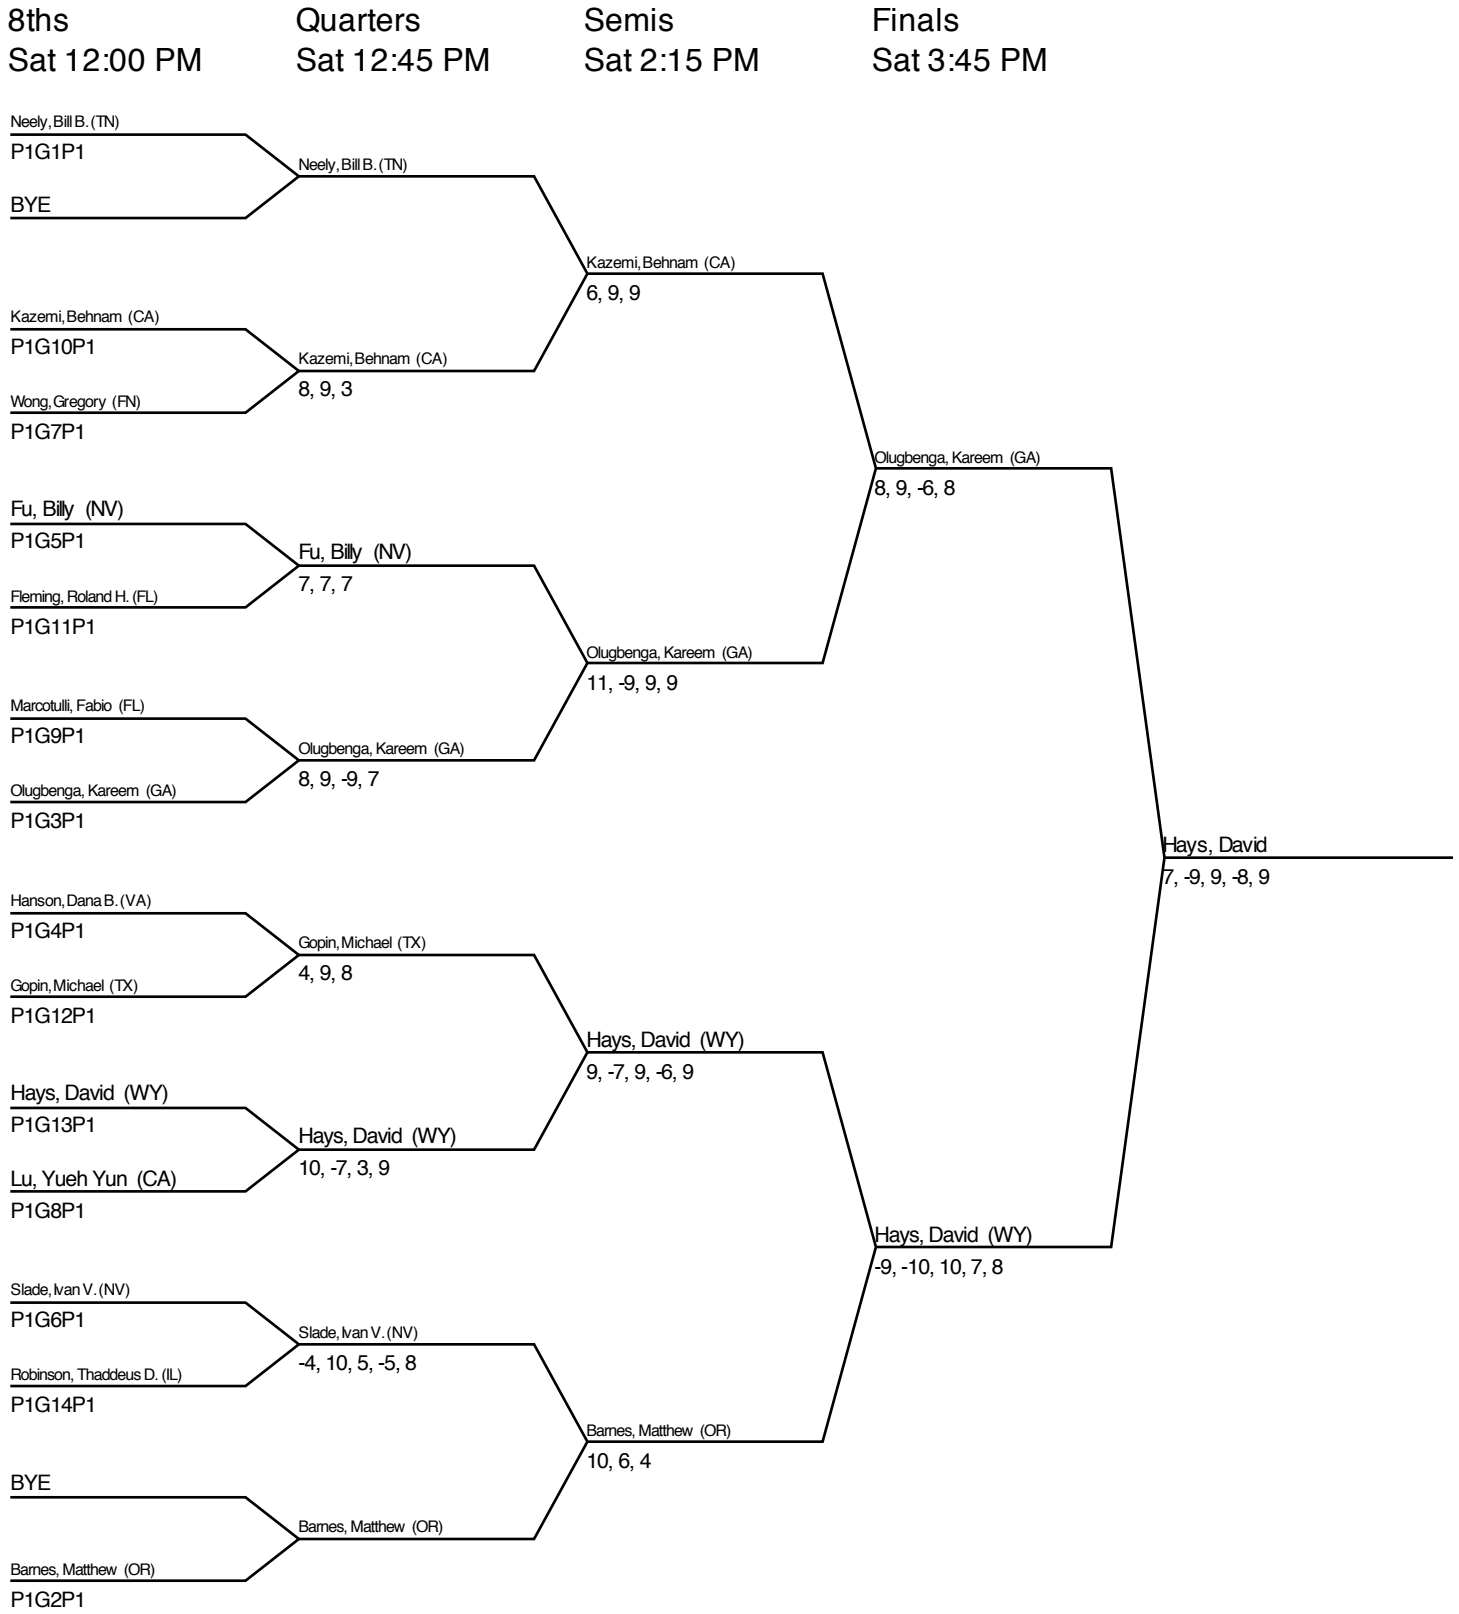 8ths
Sat 12:00 PM
Quarters
Sat 12:45 PM
Semis
Sat 2:15 PM
Finals
Sat 3:45 PM
Neely, Bill B. (TN)
P1G1P1
BYE
Kazemi, Behnam (CA)
P1G10P1
Wong, Gregory (FN)
P1G7P1
Fu, Billy (NV)
P1G5P1
Fleming, Roland H. (FL)
P1G11P1
Marcotulli, Fabio (FL)
P1G9P1
Olugbenga, Kareem (GA)
P1G3P1
Hanson, Dana B. (VA)
P1G4P1
Gopin, Michael (TX)
P1G12P1
Hays, David (WY)
P1G13P1
Lu, Yueh Yun (CA)
P1G8P1
Slade, Ivan V. (NV)
P1G6P1
Robinson, Thaddeus D. (IL)
P1G14P1
BYE
Barnes, Matthew (OR)
P1G2P1
Neely, Bill B. (TN)
Kazemi, Behnam (CA)
8, 9, 3
Fu, Billy (NV)
7, 7, 7
Olugbenga, Kareem (GA)
8, 9, -9, 7
Gopin, Michael (TX)
4, 9, 8
Hays, David (WY)
10, -7, 3, 9
Slade, Ivan V. (NV)
-4, 10, 5, -5, 8
Barnes, Matthew (OR)
Kazemi, Behnam (CA)
6, 9, 9
Olugbenga, Kareem (GA)
11, -9, 9, 9
Hays, David (WY)
9, -7, 9, -6, 9
Barnes, Matthew (OR)
10, 6, 4
Olugbenga, Kareem (GA)
8, 9, -6, 8
Hays, David (WY)
-9, -10, 10, 7, 8
Hays, David
7, -9, 9, -8, 9